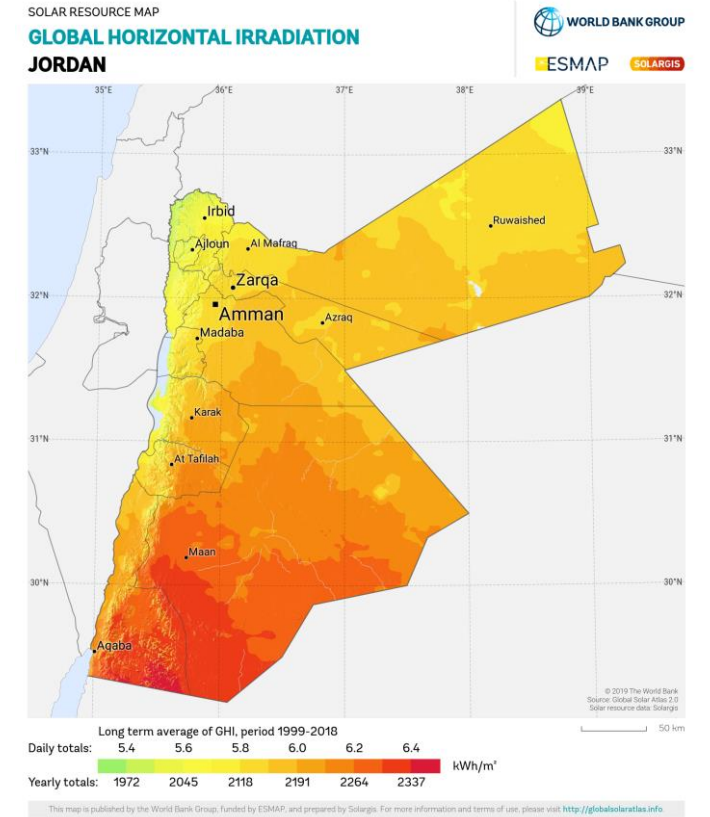 SOLAR RESOURCE MAP
GLOBAL HORIZONTAL IRRADIATION
JORDAN
WORLD BANK GROUP
ESMAP
SOLARGIS
35°E 36°E 37°E 38°E 39°E
33°N 33°N
Irbid
Ruwaished
Ajloun Al Mafraq
Zarqa
32°N 32°N
Amman
Azraq
Madaba
Karak
31°N 31°N
At Tafilah
Maan
30°N 30°N
Aqaba
© 2019 The World Bank
Source: Global Solar Atlas 2.0
Solar resource data: Solargis
50 km
Long term average of GHI, period 1999-2018
Daily totals: 5.4 5.6 5.8 6.0 6.2 6.4
kWh/m²
Yearly totals: 1972 2045 2118 2191 2264 2337
This map is published by the World Bank Group, funded by ESMAP, and prepared by Solargis. For more information and terms of use, please visit http://globalsolaratlas.info.